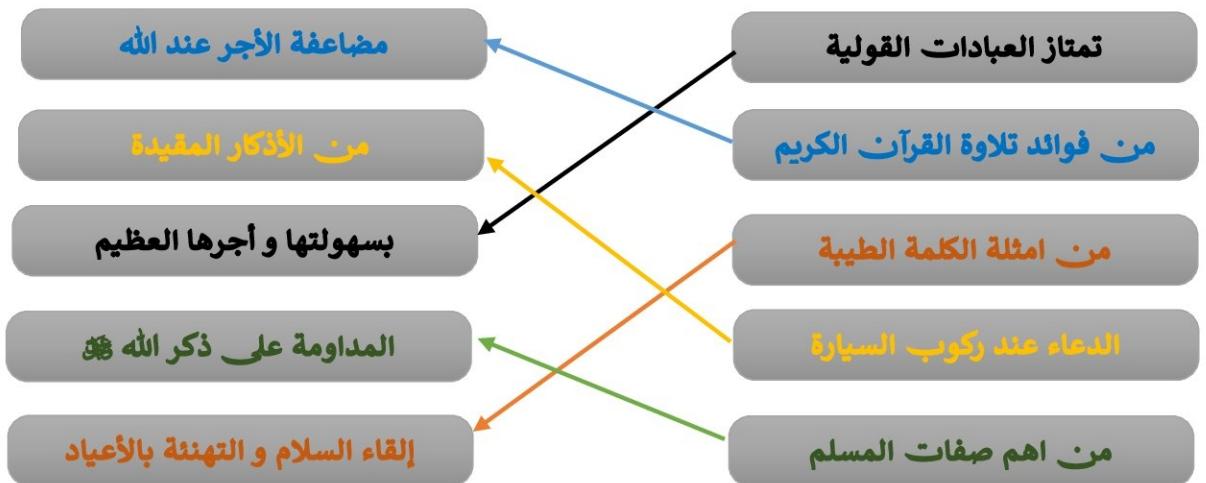 تمتاز العبادات القولية
مضاعفة الأجر عند الله
من فوائد تلاوة القرآن الكريم
من الأذكار المقيدة
من امثلة الكلمة الطيبة
بسهولتها و أجرها العظيم
الدعاء عند ركوب السيارة
المداومة على ذكر الله
من اهم صفات المسلم
إلقاء السلام و التهنئة بالأعياد